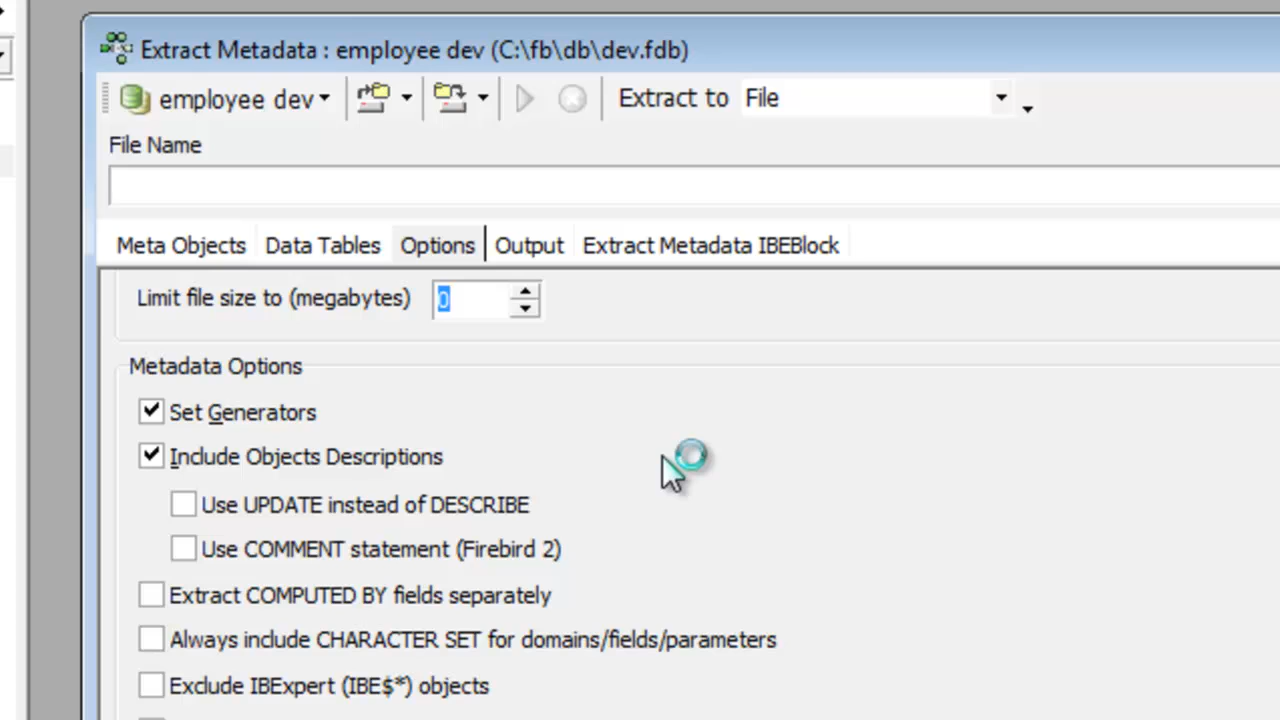 Extract Metadata : employee dev (C:\fb\db\dev.fdb)
employee dev Extract to File
File Name
Meta Objects Data Tables Options Output Extract Metadata IBEBlock
Limit file size to (megabytes) 0
Metadata Options
Set Generators
Include Objects Descriptions
Use UPDATE instead of DESCRIBE
Use COMMENT statement (Firebird 2)
Extract COMPUTED BY fields separately
Always include CHARACTER SET for domains/fields/parameters
Exclude IBExpert (IBE$*) objects